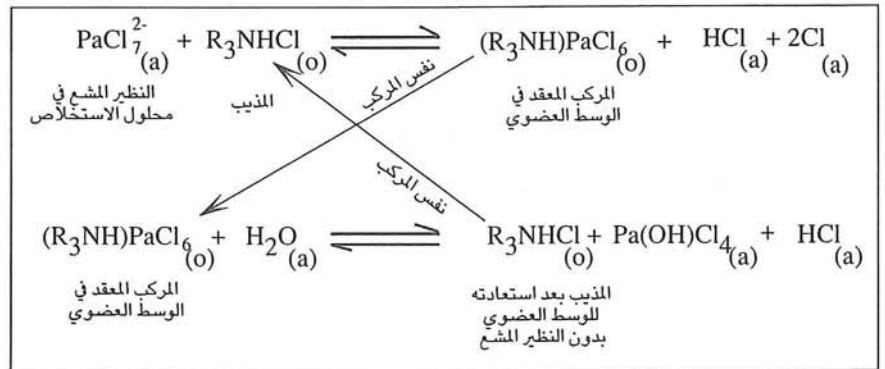 PaCl₇²⁻(a) + R₃NHCl(o) ⇌ (R₃NH)PaCl₆(o) + HCl(a) + 2Cl(a)
النظير المشع في
محلول الاستخلاص
المذيب
نفس المركب
المركب المعقد في
الوسط العضوي
نفس المركب
(R₃NH)PaCl₆(o) + H₂O(a) ⇌ R₃NHCl(o) + Pa(OH)Cl₄(a) + HCl(a)
المركب المعقد في
الوسط العضوي
المذيب بعد استعادته
للوسط العضوي
بدون النظير المشع